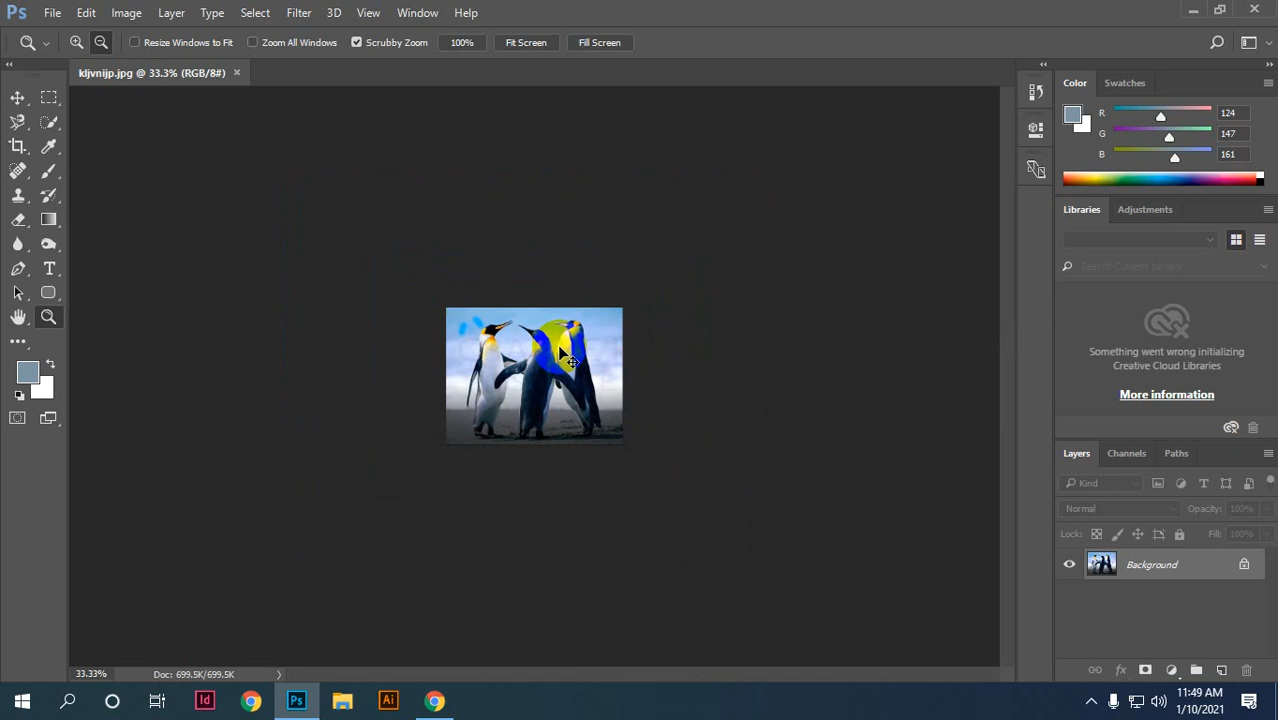 Ps File Edit Image Layer Type Select Filter 3D View Window Help
Resize Windows to Fit Zoom All Windows Scrubby Zoom 100% Fit Screen Fill Screen
kljvnijp.jpg @ 33.3% (RGB/8#) ×
Color Swatches
R 124
G 147
B 161
Libraries Adjustments
Search Current Library
Something went wrong initializing
Creative Cloud Libraries
More information
Layers Channels Paths
Kind
Normal Opacity: 100%
Lock: Fill: 100%
Background
33.33% Doc: 699.5K/699.5K
Id Ps Ai
11:49 AM
1/10/2021